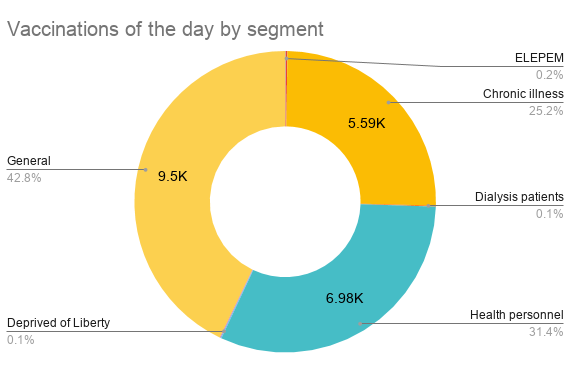 Vaccinations of the day by segment
ELEPEM
0.2%
Chronic illness
25.2%
5.59K
General
42.8%
9.5K
Dialysis patients
0.1%
6.98K
Health personnel
31.4%
Deprived of Liberty
0.1%